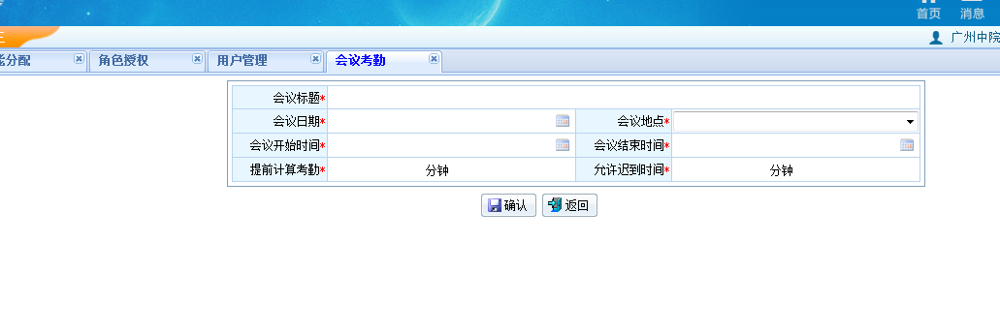 首页 消息
广州中院
能分配 角色授权 用户管理 会议考勤
会议标题*
会议日期* 会议地点*
会议开始时间* 会议结束时间*
提前计算考勤* 分钟 允许迟到时间* 分钟
确认 返回